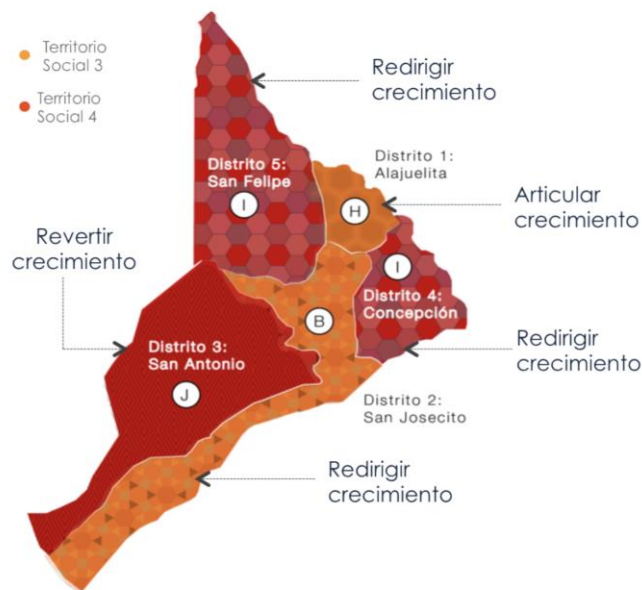 Territorio
Social 3
Territorio
Social 4
Redirigir
crecimiento
Distrito 5:
San Felipe
I
Distrito 1:
Alajuelita
H
Articular
crecimiento
Revertir
crecimiento
I
Distrito 4:
Concepción
B
Distrito 3:
San Antonio
J
Redirigir
crecimiento
Distrito 2:
San Josecito
Redirigir
crecimiento